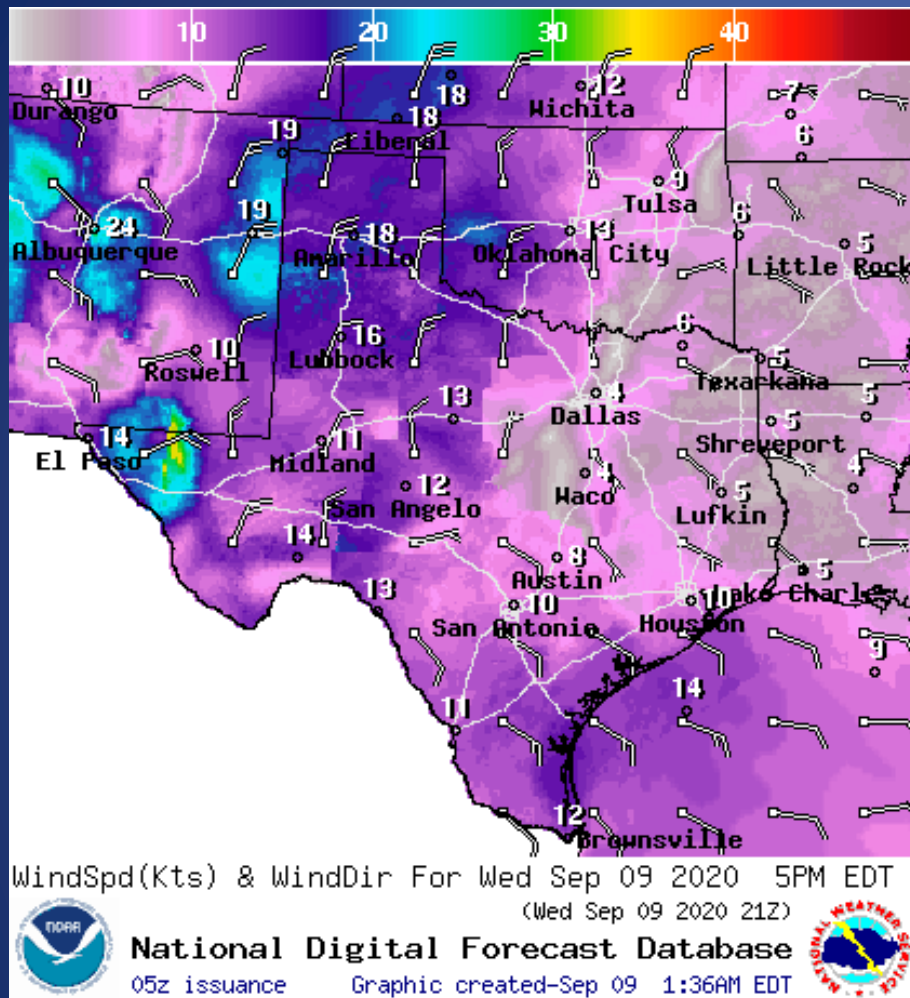 10 20 30 40
10 18 12 7
Durango Wichita
19 18 6
Liberal
9
Tulsa
24 19 18 13 6 5
Albuquerque Amarillo Oklahoma City Little Rock
10 16 6
Roswell Lubbock 5
Texarkana
13 4 5
Dallas 5
14 11 Shreveport
El Paso Midland
12 4 5 4
San Angelo Waco Lufkin
14 8 5
Austin Lake Charles
13 10 10
San Antonio Houston
9
11 14
12
Brownsville
WindSpd(Kts) & WindDir For Wed Sep 09 2020 5PM EDT
(Wed Sep 09 2020 21Z)
NOAA
National Digital Forecast Database
05z issuance Graphic created-Sep 09 1:36AM EDT
NATIONAL WEATHER SERVICE